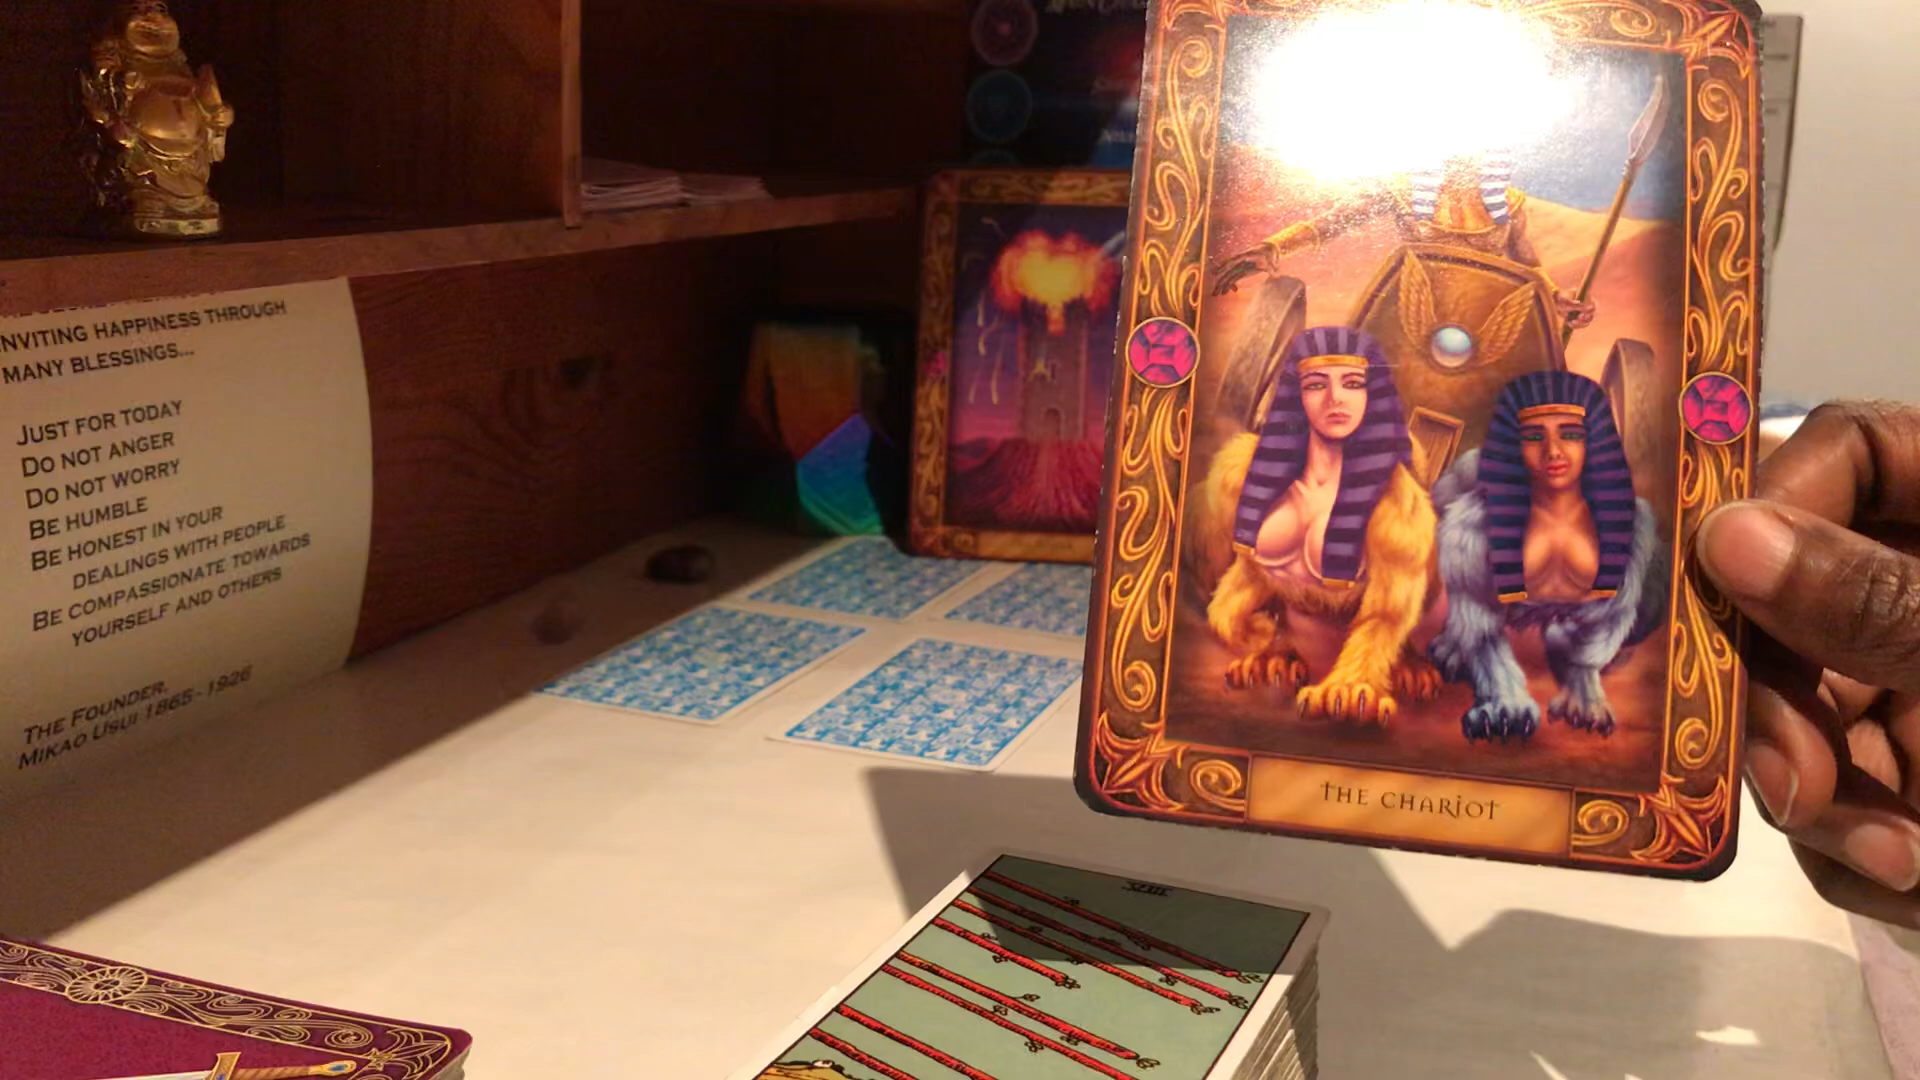 INVITING HAPPINESS THROUGH
MANY BLESSINGS...
JUST FOR TODAY
DO NOT ANGER
DO NOT WORRY
BE HUMBLE
BE HONEST IN YOUR
DEALINGS WITH PEOPLE
BE COMPASSIONATE TOWARDS
YOURSELF AND OTHERS
THE FOUNDER,
MIKAO USUI 1865-1926
THE CHARIOT
VIII